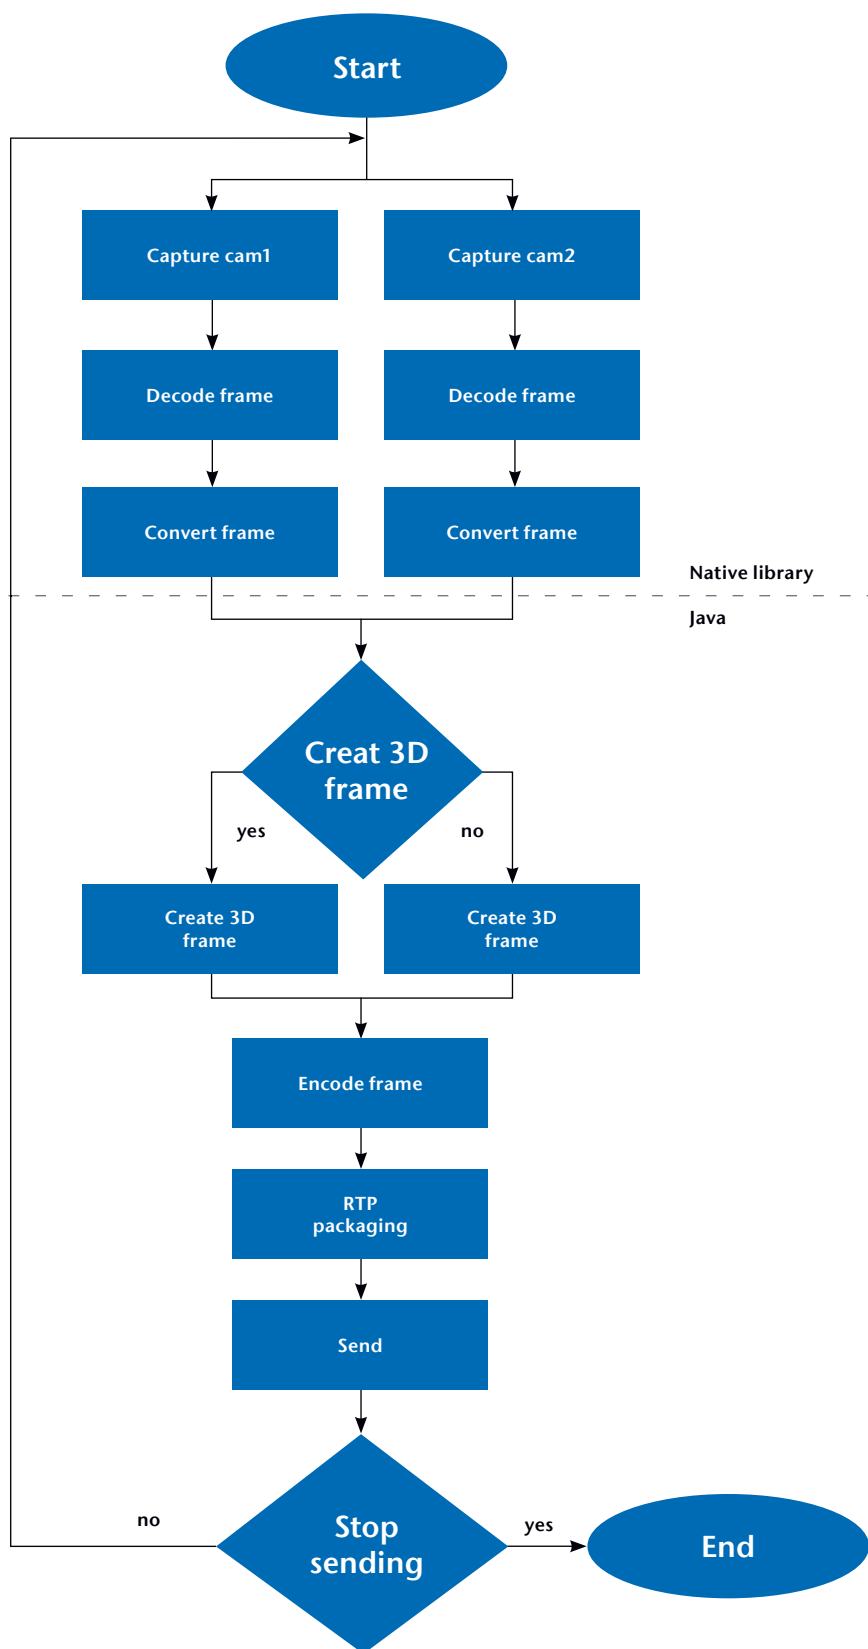 Start
Capture cam1
Capture cam2
Decode frame
Decode frame
Convert frame
Convert frame
Native library
Java
Creat 3D
frame
yes
no
Create 3D
frame
Create 3D
frame
Encode frame
RTP
packaging
Send
Stop
sending
no
yes
End